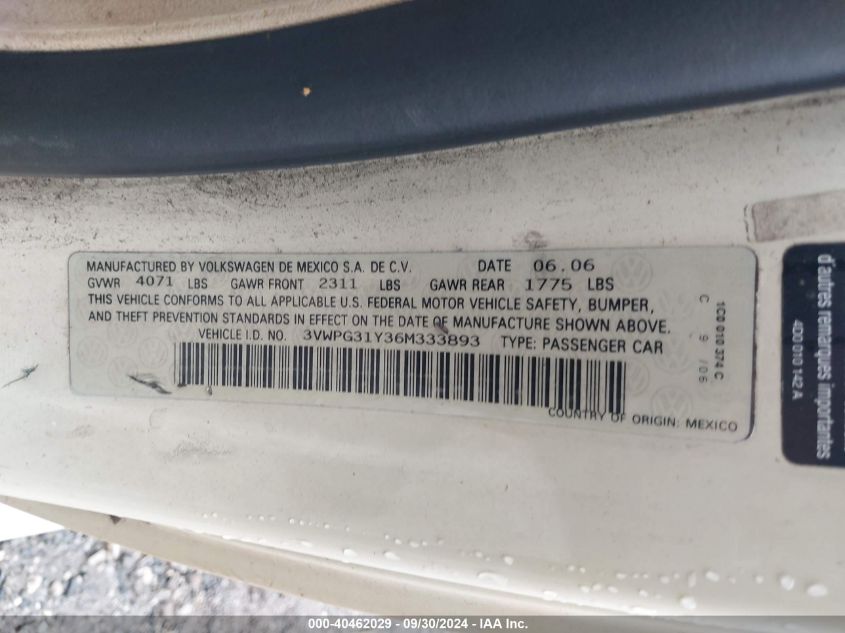 MANUFACTURED BY VOLKSWAGEN DE MEXICO S.A. DE C.V. DATE 06.06
GVWR 4071 LBS GAWR FRONT 2311 LBS GAWR REAR 1775 LBS
THIS VEHICLE CONFORMS TO ALL APPLICABLE U.S. FEDERAL MOTOR VEHICLE SAFETY, BUMPER,
AND THEFT PREVENTION STANDARDS IN EFFECT ON THE DATE OF MANUFACTURE SHOWN ABOVE.
VEHICLE I.D. NO. 3VWPG31Y36M333893 TYPE: PASSENGER CAR
COUNTRY OF ORIGIN: MEXICO
1C0 010 374 C
C 9 /06
d'autres remarques importantes
4D0 010 142 A
000-40462029 - 09/30/2024 - IAA Inc.